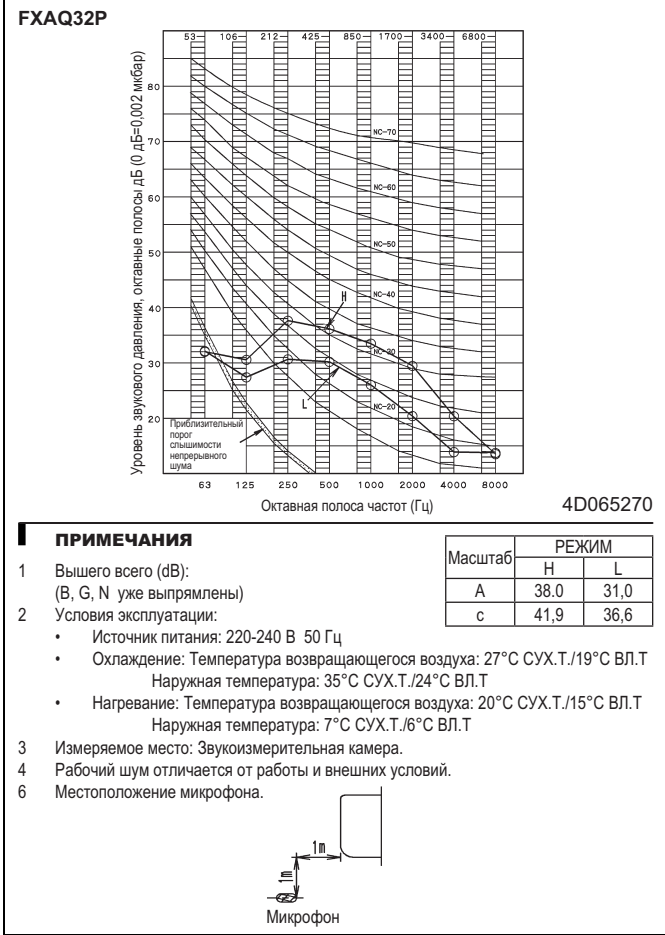 FXAQ32P
53 106 212 425 850 1700 3400 6800
Уровень звукового давления, октавные полосы дБ (0 дБ=0,002 мкбар)
80
70
60
50
40
30
20
NC-70
NC-60
NC-50
NC-40
NC-30
NC-20
H
L
Приблизительный
порог
слышимости
непрерывного
шума
63 125 250 500 1000 2000 4000 8000
Октавная полоса частот (Гц)
4D065270
ПРИМЕЧАНИЯ
Масштаб РЕЖИМ
H L
A 38.0 31,0
c 41,9 36,6
1 Вышего всего (dB):
(B, G, N уже выпрямлены)
2 Условия эксплуатации:
• Источник питания: 220-240 В 50 Гц
• Охлаждение: Температура возвращающегося воздуха: 27°C СУХ.Т./19°C ВЛ.Т
Наружная температура: 35°C СУХ.Т./24°C ВЛ.Т
• Нагревание: Температура возвращающегося воздуха: 20°C СУХ.Т./15°C ВЛ.Т
Наружная температура: 7°C СУХ.Т./6°C ВЛ.Т
3 Измеряемое место: Звукоизмерительная камера.
4 Рабочий шум отличается от работы и внешних условий.
6 Местоположение микрофона.
1m
1m
Микрофон